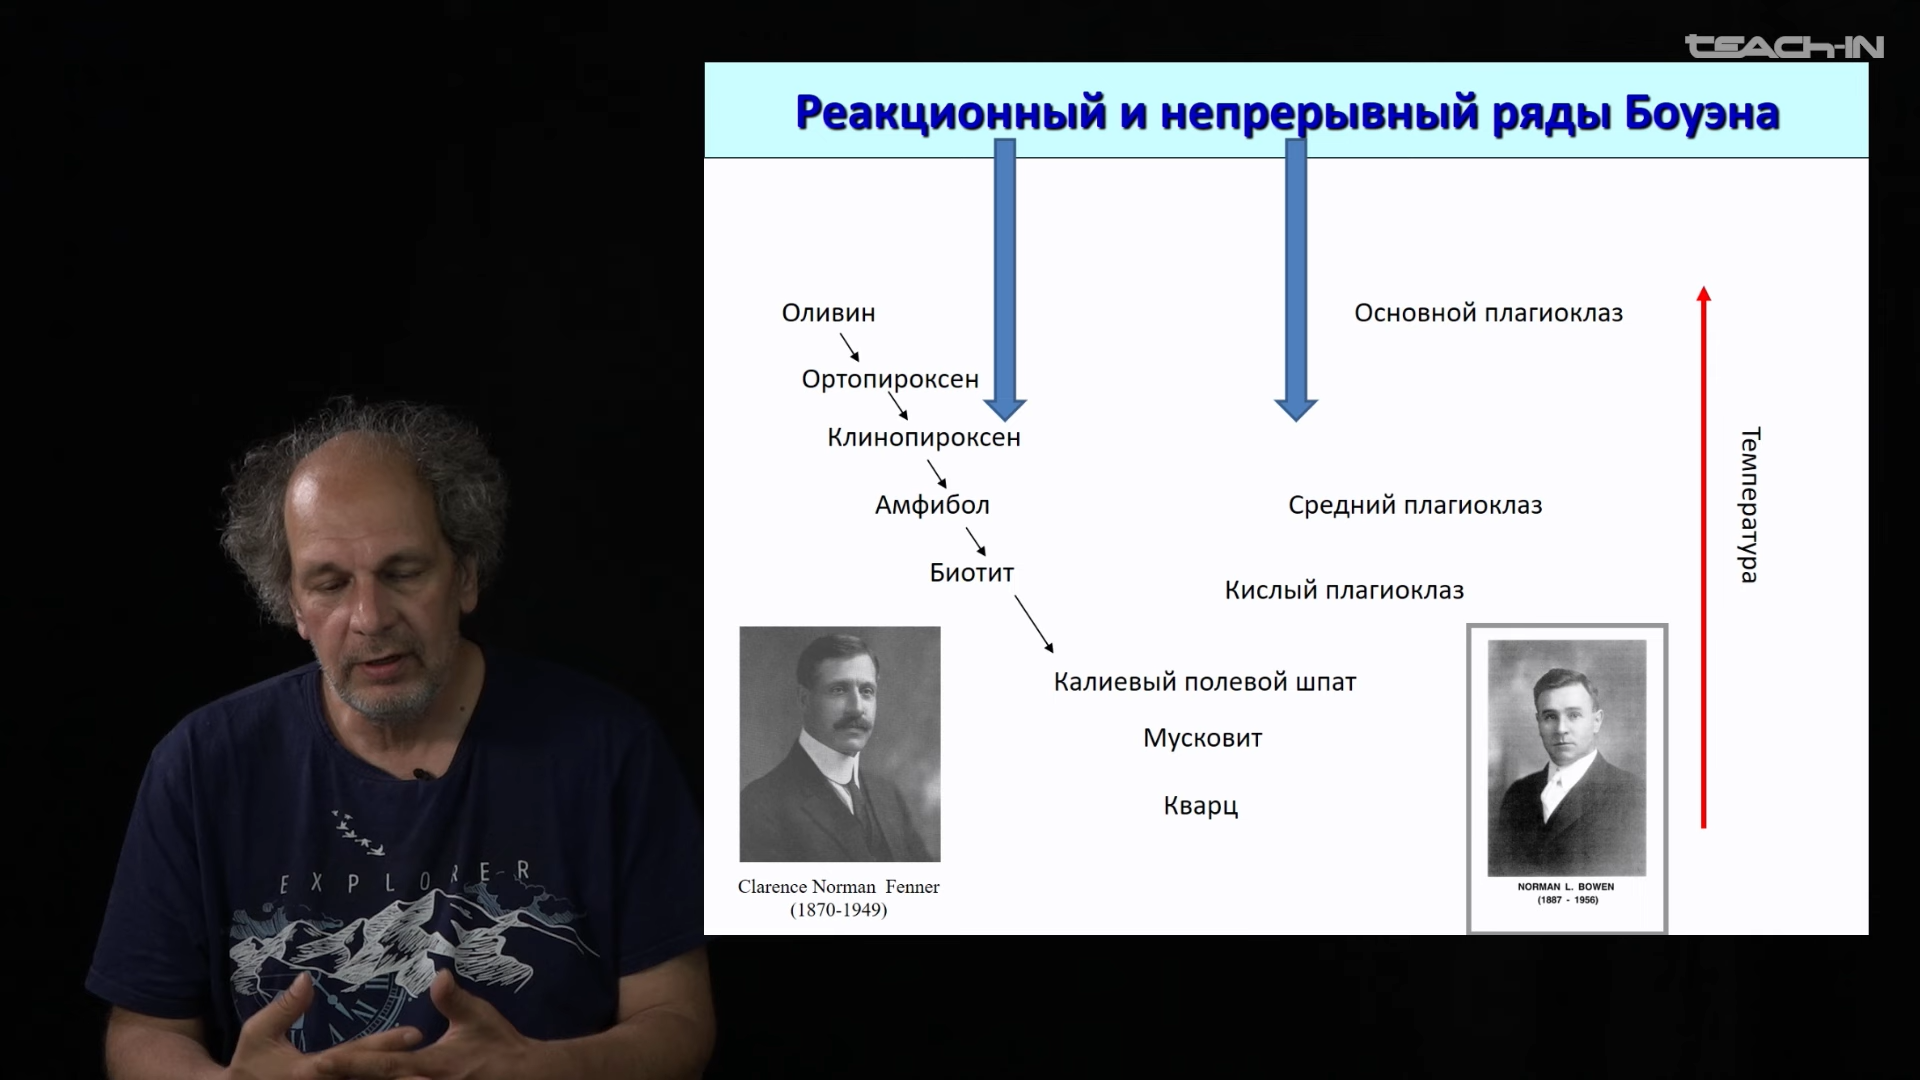 TEACH-IN
Реакционный и непрерывный ряды Боуэна
Оливин
Основной плагиоклаз
Ортопироксен
Клинопироксен
Температура
Амфибол
Средний плагиоклаз
Биотит
Кислый плагиоклаз
Калиевый полевой шпат
Мусковит
Кварц
Clarence Norman Fenner
(1870-1949)
NORMAN L. BOWEN
(1887 - 1956)
EXPLORER